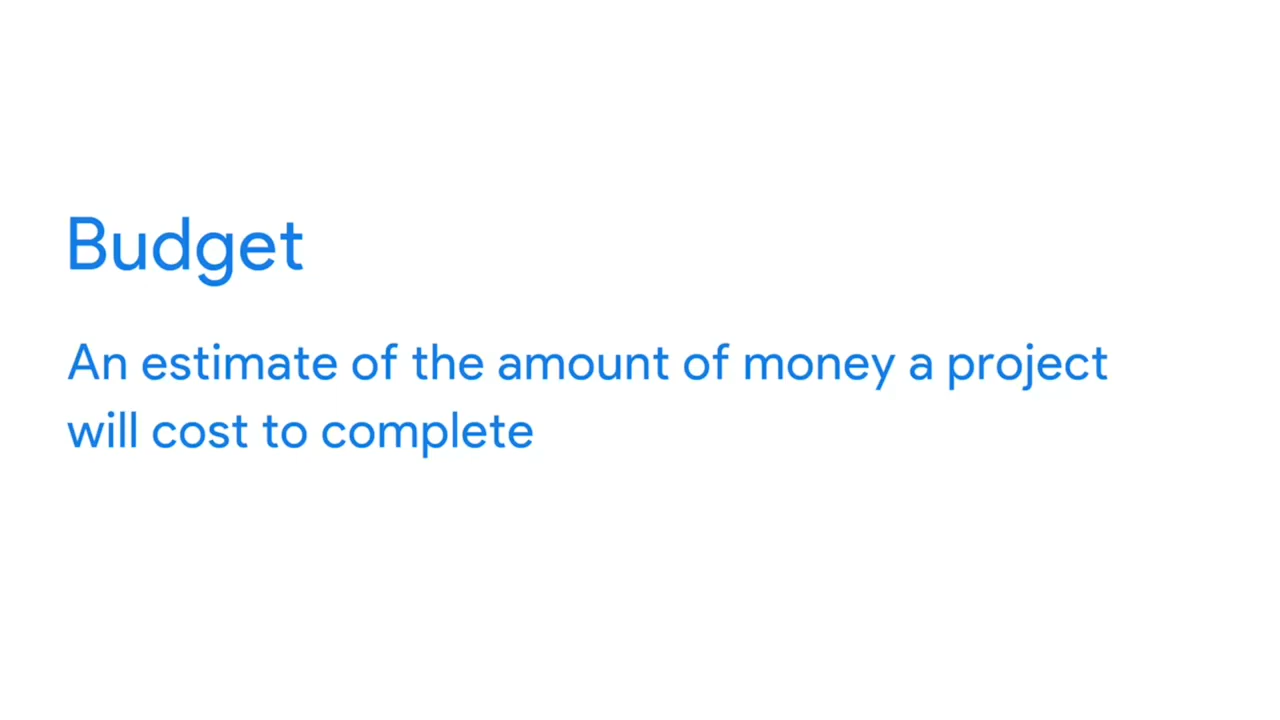 Budget
An estimate of the amount of money a project
will cost to complete